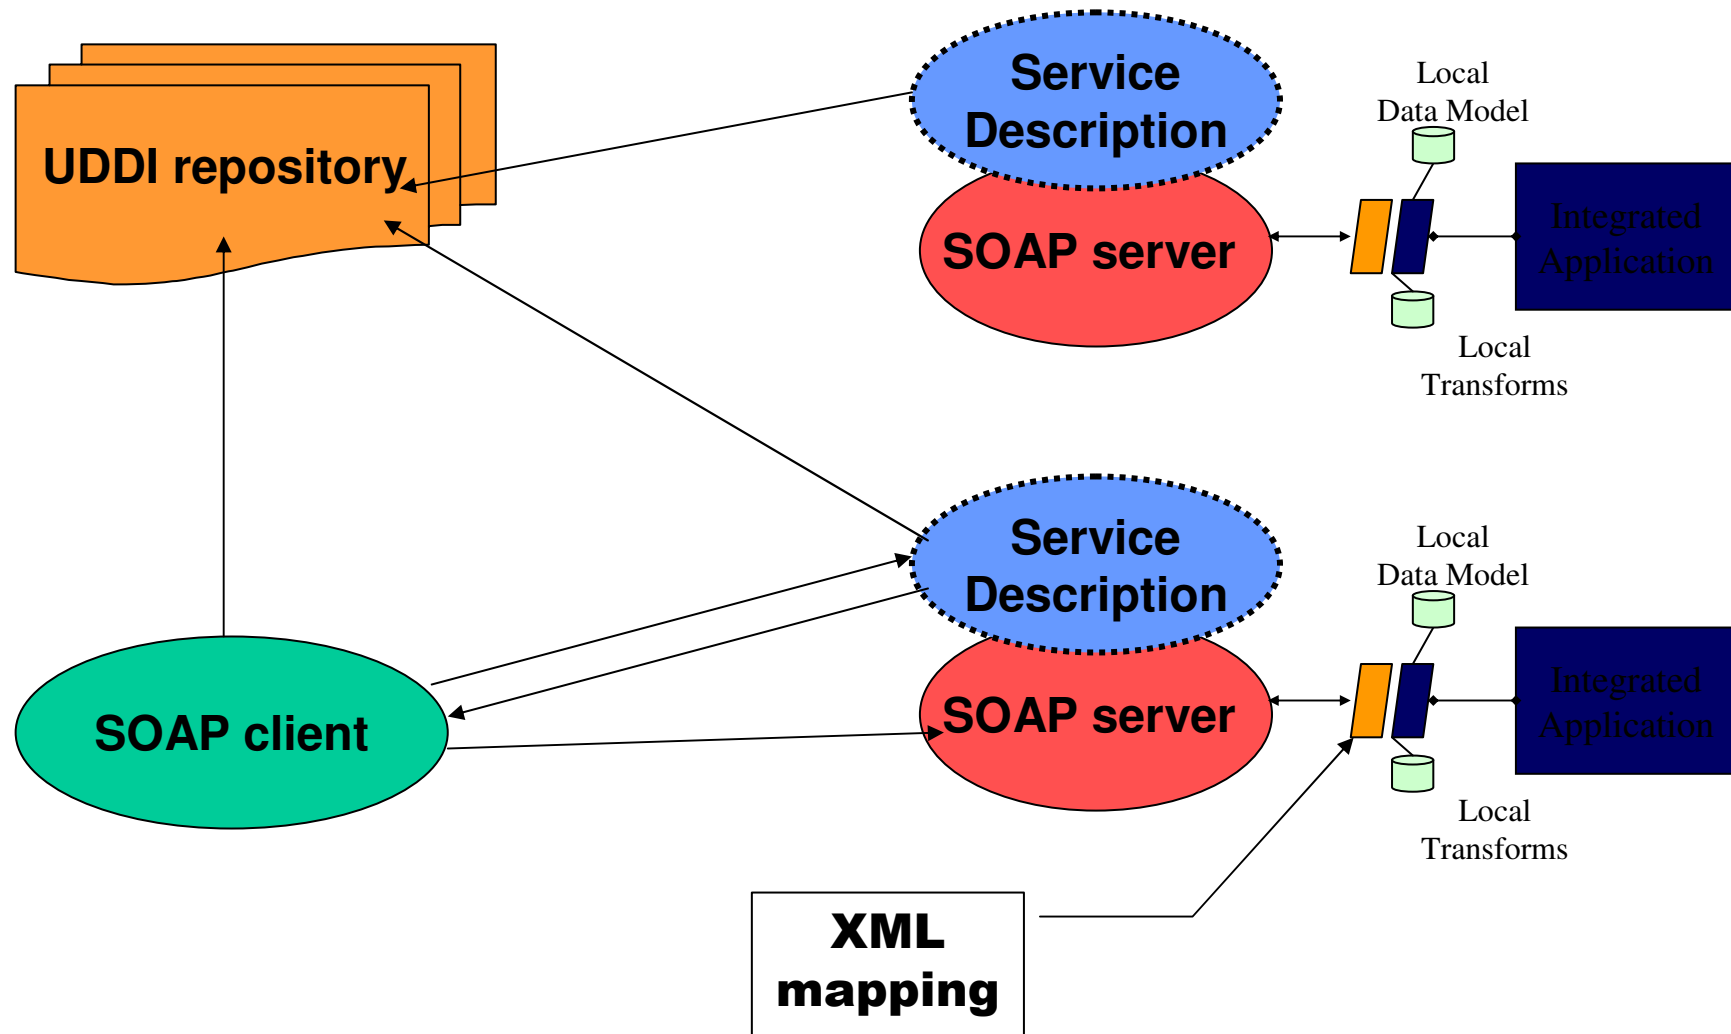 UDDI repository
Service
Description
SOAP server
Local
Data Model
Integrated
Application
Local
Transforms
Service
Description
SOAP server
Local
Data Model
Integrated
Application
Local
Transforms
SOAP client
XML
mapping